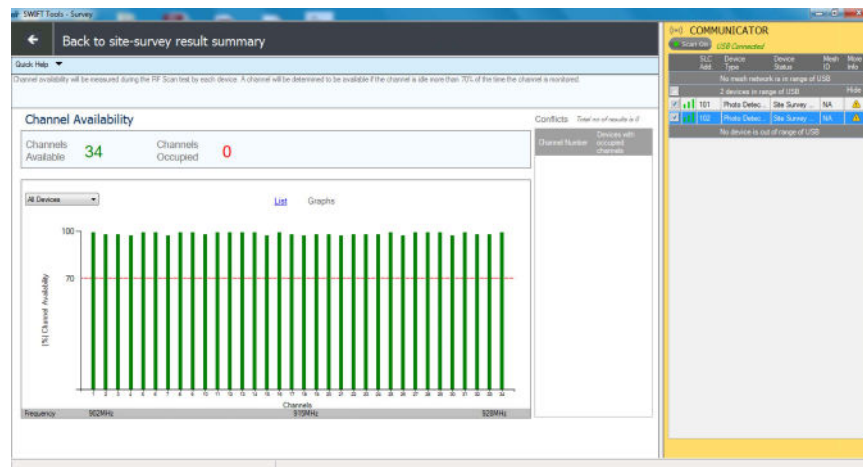 SWIFT Tools - Survey
Back to site-survey result summary
Quick Help
Channel availability will be measured during the RF Scan test by each device. A channel will be determined to be available if the channel is idle more than 70% of the time the channel is monitored.
Channel Availability
Channels Available 34 Channels Occupied 0
All Devices
List Graphs
100
70
[%] Channel Availability
1 2 3 4 5 6 7 8 9 10 11 12 13 14 15 16 17 18 19 20 21 22 23 24 25 26 27 28 29 30 31 32 33 34
Channels
Frequency 902MHz 915MHz 928MHz
Conflicts Total no of results is 0
Channel Number Devices with occupied channels
COMMUNICATOR
Scan On USB Connected
SLC Add. Device Type Device Status Mesh ID More Info
No mesh network is in range of USB
2 devices in range of USB Hide
101 Photo Detec... Site Survey ... NA
102 Photo Detec... Site Survey ... NA
No device is out of range of USB